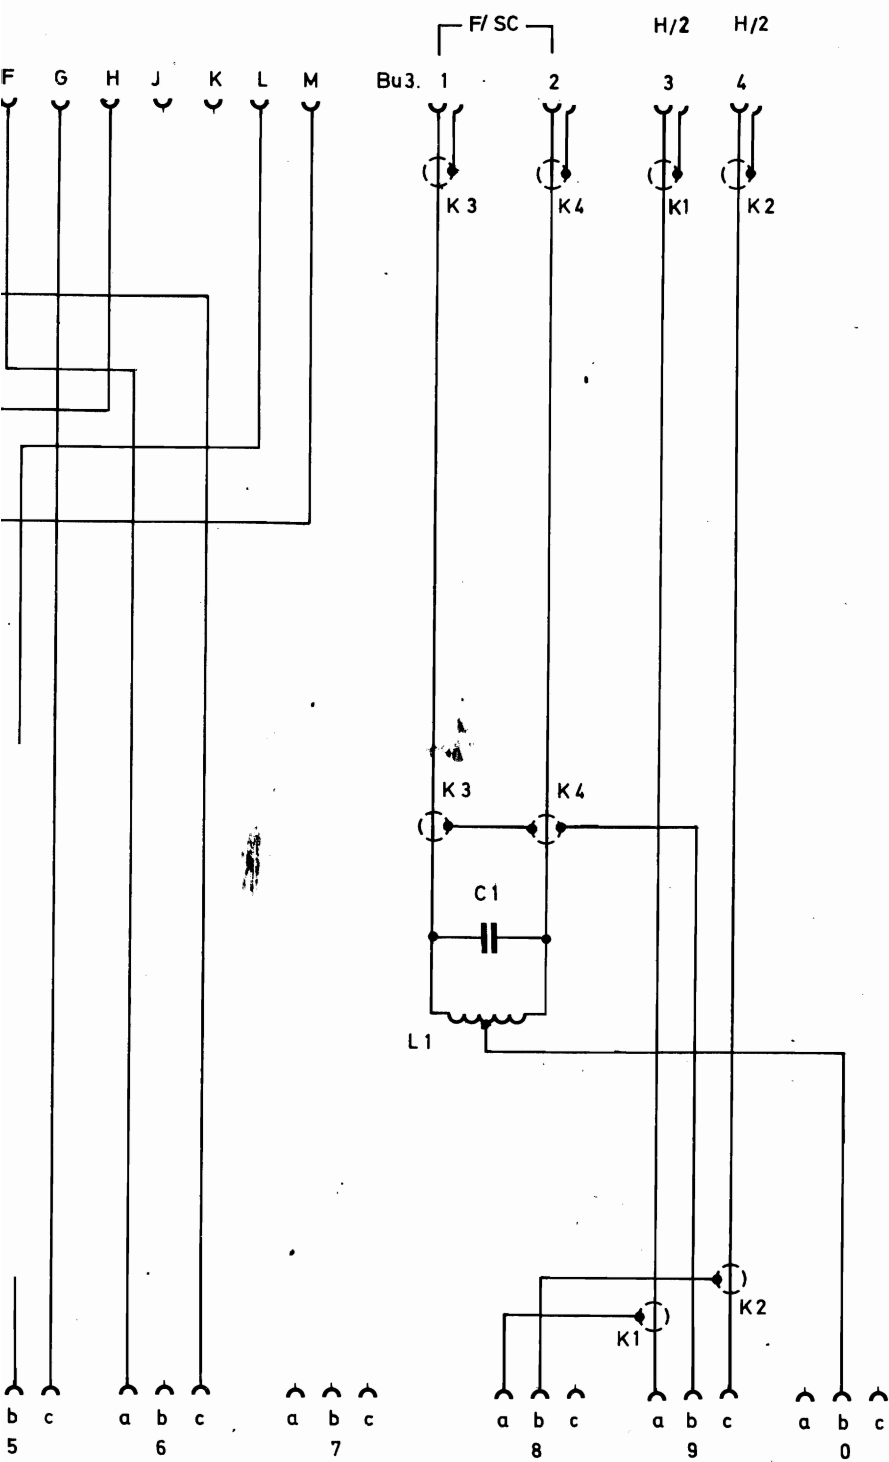 F/SC H/2 H/2
F G H J K L M Bu3. 1 2 3 4
K3 K4 K1 K2
K3 K4
C1
L1
K2
K1
b c a b c a b c a b c a b c a b c
5 6 7 8 9 0